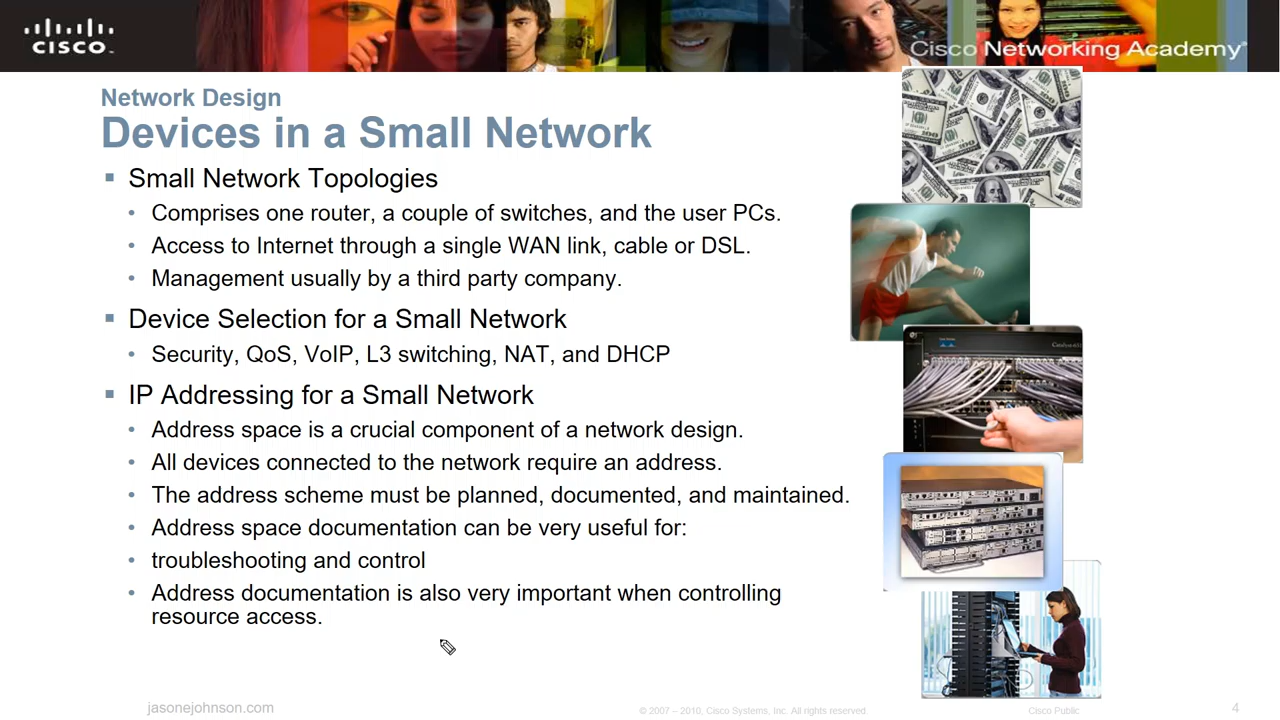 CISCO
Cisco Networking Academy
Network Design
Devices in a Small Network
Small Network Topologies
Comprises one router, a couple of switches, and the user PCs.
Access to Internet through a single WAN link, cable or DSL.
Management usually by a third party company.
Device Selection for a Small Network
Security, QoS, VoIP, L3 switching, NAT, and DHCP
IP Addressing for a Small Network
Address space is a crucial component of a network design.
All devices connected to the network require an address.
The address scheme must be planned, documented, and maintained.
Address space documentation can be very useful for:
troubleshooting and control
Address documentation is also very important when controlling
resource access.
jasonejohnson.com
© 2007 – 2010, Cisco Systems, Inc. All rights reserved.
Cisco Public
4